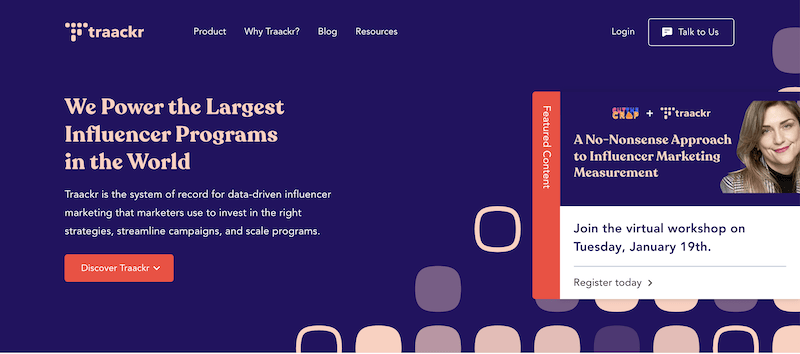 traackr
Product
Why Traackr?
Blog
Resources
Login
Talk to Us
We Power the Largest
Influencer Programs
in the World
Traackr is the system of record for data-driven influencer
marketing that marketers use to invest in the right
strategies, streamline campaigns, and scale programs.
Discover Traackr
Featured Content
CUT THE CRAP + traackr
A No-Nonsense Approach
to Influencer Marketing
Measurement
Join the virtual workshop on
Tuesday, January 19th.
Register today